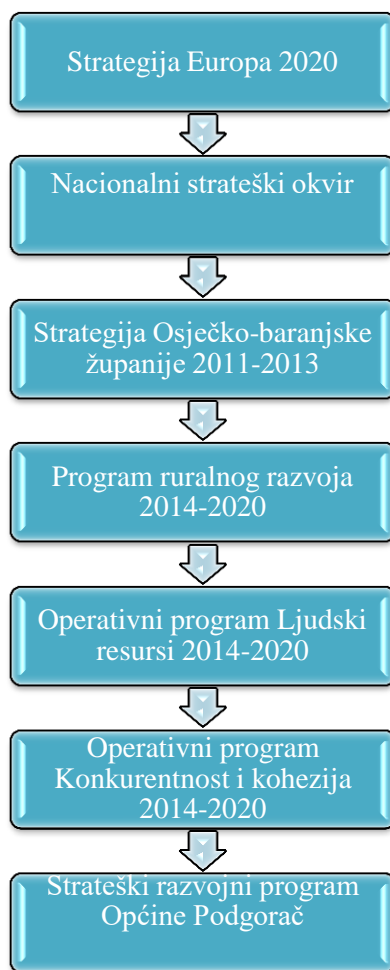 Strategija Europa 2020
Nacionalni strateški okvir
Strategija Osječko-baranjske
županije 2011-2013
Program ruralnog razvoja
2014-2020
Operativni program Ljudski
resursi 2014-2020
Operativni program
Konkurentnost i kohezija
2014-2020
Strateški razvojni program
Općine Podgorač